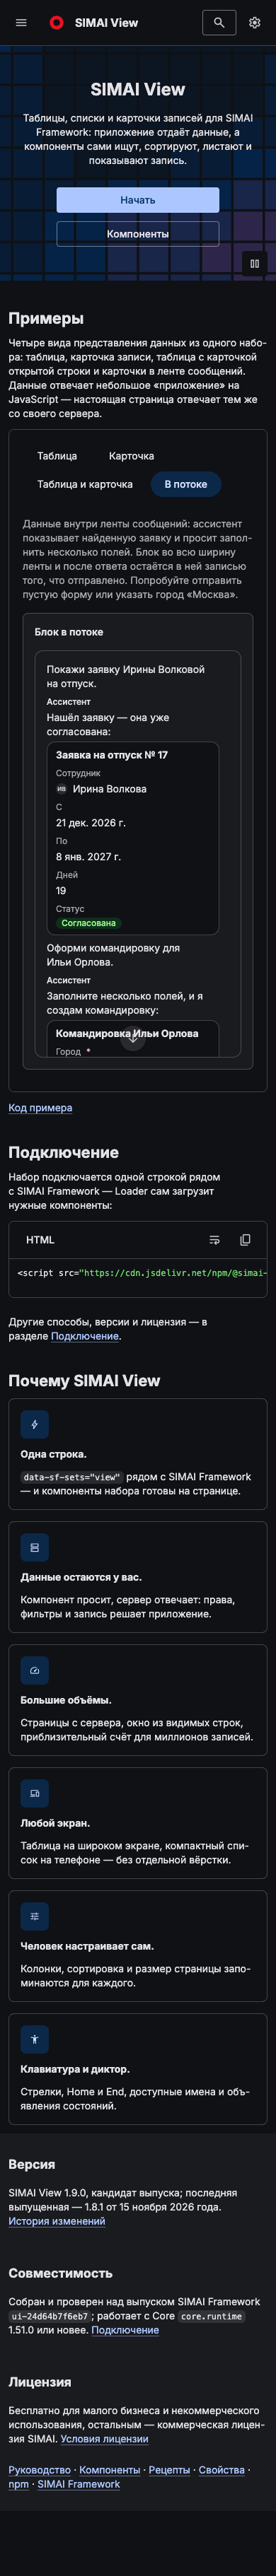 SIMAI View
SIMAI View
Таблицы, списки и карточки записей для SIMAI
Framework: приложение отдаёт данные, а
компоненты сами ищут, сортируют, листают и
показывают запись.
Начать
Компоненты
Примеры
Четыре вида представления данных из одного набо-
ра: таблица, карточка записи, таблица с карточкой
открытой строки и карточки в ленте сообщений.
Данные отвечает небольшое «приложение» на
JavaScript — настоящая страница отвечает тем же
со своего сервера.
Таблица
Карточка
Таблица и карточка
В потоке
Данные внутри ленты сообщений: ассистент
показывает найденную заявку и просит запол-
нить несколько полей. Блок во всю ширину
ленты и после ответа остаётся в ней записью
того, что отправлено. Попробуйте отправить
пустую форму или указать город «Москва».
Блок в потоке
Покажи заявку Ирины Волковой
на отпуск.
Ассистент
Нашёл заявку — она уже
согласована:
Заявка на отпуск № 17
Сотрудник
ИВ Ирина Волкова
С
21 дек. 2026 г.
По
8 янв. 2027 г.
Дней
19
Статус
Согласована
Оформи командировку для
Ильи Орлова.
Ассистент
Заполните несколько полей, и я
создам командировку:
Командировка Ильи Орлова
Город *
Код примера
Подключение
Набор подключается одной строкой рядом
с SIMAI Framework — Loader сам загрузит
нужные компоненты:
HTML
<script src="https://cdn.jsdelivr.net/npm/@simai-
Другие способы, версии и лицензия — в
разделе Подключение.
Почему SIMAI View
Одна строка.
data-sf-sets="view" рядом с SIMAI Framework
— и компоненты набора готовы на странице.
Данные остаются у вас.
Компонент просит, сервер отвечает: права,
фильтры и запись решает приложение.
Большие объёмы.
Страницы с сервера, окно из видимых строк,
приблизительный счёт для миллионов записей.
Любой экран.
Таблица на широком экране, компактный спи-
сок на телефоне — без отдельной вёрстки.
Человек настраивает сам.
Колонки, сортировка и размер страницы запо-
минаются для каждого.
Клавиатура и диктор.
Стрелки, Home и End, доступные имена и объ-
явления состояний.
Версия
SIMAI View 1.9.0, кандидат выпуска; последняя
выпущенная — 1.8.1 от 15 ноября 2026 года.
История изменений
Совместимость
Собран и проверен над выпуском SIMAI Framework
ui-24d64b7f6eb7; работает с Core core.runtime
1.51.0 или новее. Подключение
Лицензия
Бесплатно для малого бизнеса и некоммерческого
использования, остальным — коммерческая лицен-
зия SIMAI. Условия лицензии
Руководство · Компоненты · Рецепты · Свойства ·
npm · SIMAI Framework